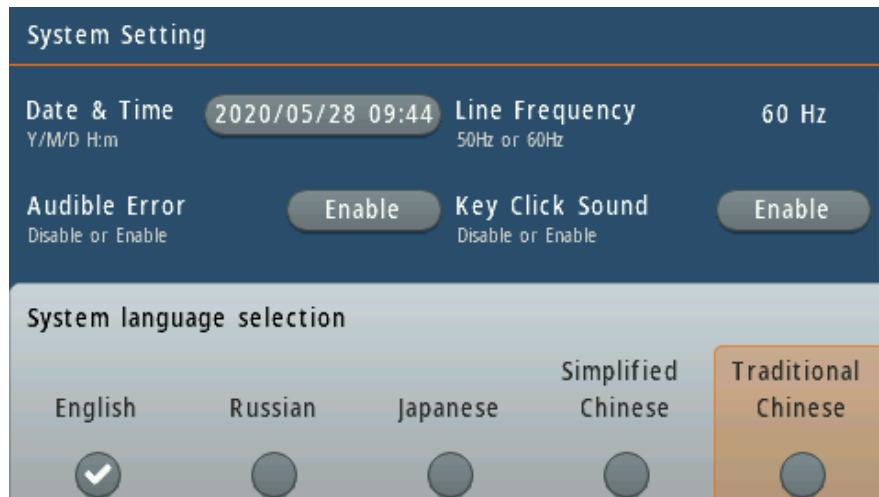 System Setting
Date & Time
Y/M/D H:m
2020/05/28 09:44
Line Frequency
50Hz or 60Hz
60 Hz
Audible Error
Disable or Enable
Enable
Key Click Sound
Disable or Enable
Enable
System language selection
English
Russian
Japanese
Simplified
Chinese
Traditional
Chinese